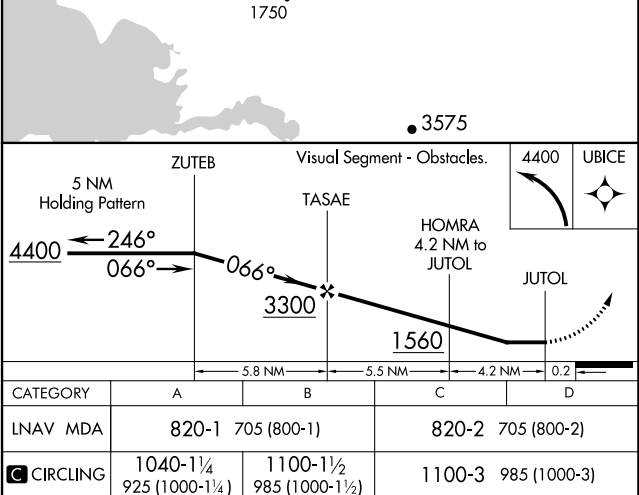 1750
3575
ZUTEB
Visual Segment - Obstacles.
4400
UBICE
5 NM
Holding Pattern
TASAE
HOMRA
4.2 NM to
JUTOL
JUTOL
4400
246°
066°
066°
3300
1560
5.8 NM
5.5 NM
4.2 NM
0.2
CATEGORY A B C D
LNAV MDA 820-1 705 (800-1) 820-2 705 (800-2)
C CIRCLING 1040-1¼ 925 (1000-1¼) 1100-1½ 985 (1000-1½) 1100-3 985 (1000-3)